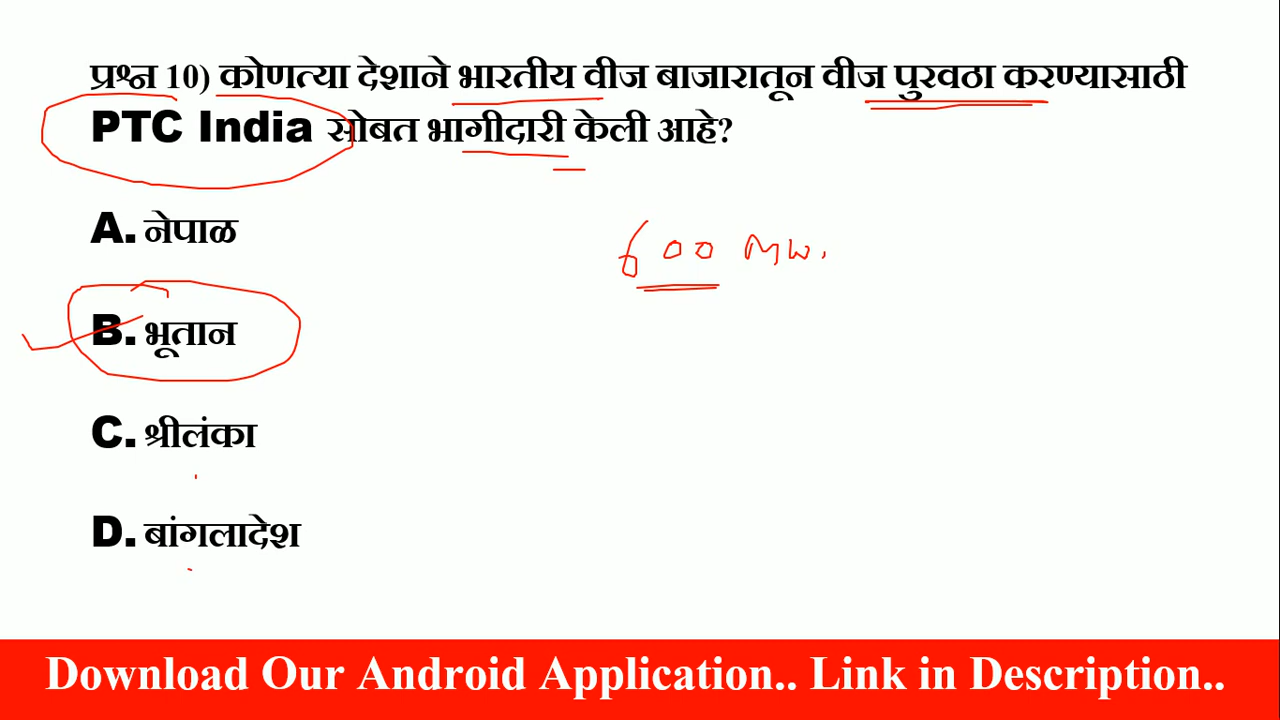 प्रश्न 10) कोणत्या देशाने भारतीय वीज बाजारातून वीज पुरवठा करण्यासाठी
PTC India सोबत भागीदारी केली आहे?
A. नेपाळ
600 MW.
B. भूतान
C. श्रीलंका
D. बांगलादेश
Download Our Android Application.. Link in Description..